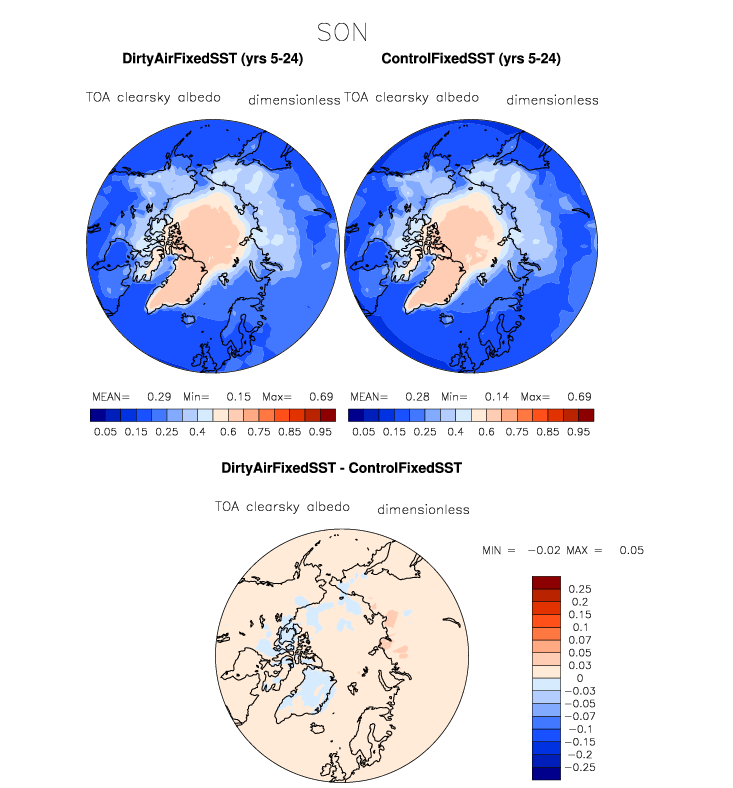 SON
DirtyAirFixedSST (yrs 5-24) ControlFixedSST (yrs 5-24)
TOA clearsky albedo dimensionless TOA clearsky albedo dimensionless
MEAN= 0.29 Min= 0.15 Max= 0.69 MEAN= 0.28 Min= 0.14 Max= 0.69
0.05 0.15 0.25 0.4 0.6 0.75 0.85 0.95 0.05 0.15 0.25 0.4 0.6 0.75 0.85 0.95
DirtyAirFixedSST - ControlFixedSST
TOA clearsky albedo dimensionless
MIN = -0.02 MAX = 0.05
0.25
0.2
0.15
0.1
0.07
0.05
0.03
0
-0.03
-0.05
-0.07
-0.1
-0.15
-0.2
-0.25